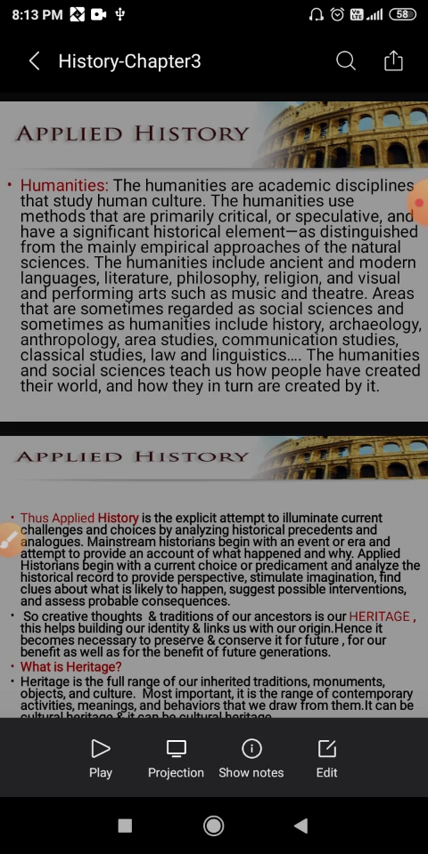 8:13 PM
58
History-Chapter3
APPLIED HISTORY
• Humanities: The humanities are academic disciplines
that study human culture. The humanities use
methods that are primarily critical, or speculative, and
have a significant historical element—as distinguished
from the mainly empirical approaches of the natural
sciences. The humanities include ancient and modern
languages, literature, philosophy, religion, and visual
and performing arts such as music and theatre. Areas
that are sometimes regarded as social sciences and
sometimes as humanities include history, archaeology,
anthropology, area studies, communication studies,
classical studies, law and linguistics…. The humanities
and social sciences teach us how people have created
their world, and how they in turn are created by it.
APPLIED HISTORY
• Thus Applied History is the explicit attempt to illuminate current
challenges and choices by analyzing historical precedents and
analogues. Mainstream historians begin with an event or era and
attempt to provide an account of what happened and why. Applied
Historians begin with a current choice or predicament and analyze the
historical record to provide perspective, stimulate imagination, find
clues about what is likely to happen, suggest possible interventions,
and assess probable consequences.
• So creative thoughts & traditions of our ancestors is our HERITAGE ,
this helps building our identity & links us with our origin.Hence it
becomes necessary to preserve & conserve it for future , for our
benefit as well as for the benefit of future generations.
• What is Heritage?
• Heritage is the full range of our inherited traditions, monuments,
objects, and culture. Most important, it is the range of contemporary
activities, meanings, and behaviors that we draw from them.It can be
cultural heritage & it can be cultural heritage
Play
Projection
Show notes
Edit